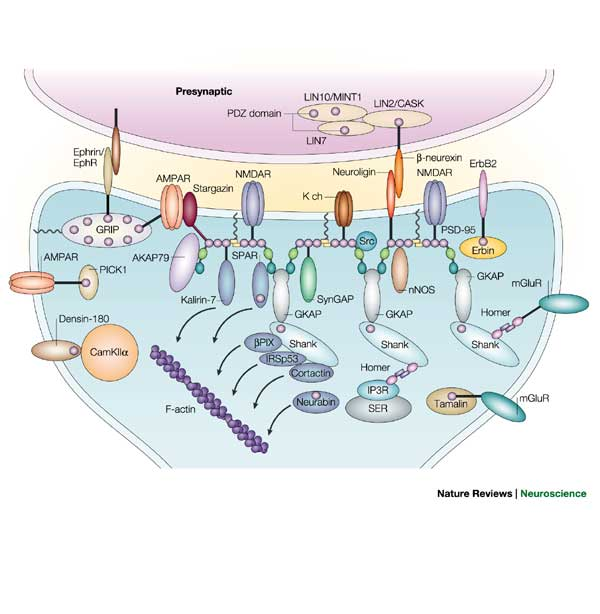 Presynaptic
LIN10/MINT1
PDZ domain
LIN2/CASK
LIN7
Ephrin/
EphR
AMPAR
Stargazin
NMDAR
K ch
Neuroligin
β-neurexin
NMDAR
ErbB2
GRIP
AKAP79
SPAR
Src
PSD-95
Erbin
AMPAR
PICK1
Kalirin-7
SynGAP
nNOS
GKAP
mGluR
Densin-180
CamKIIα
GKAP
GKAP
Homer
βPIX
Shank
Shank
Shank
IRSp53
Cortactin
Homer
F-actin
Neurabin
IP3R
SER
Tamalin
mGluR
Nature Reviews | Neuroscience